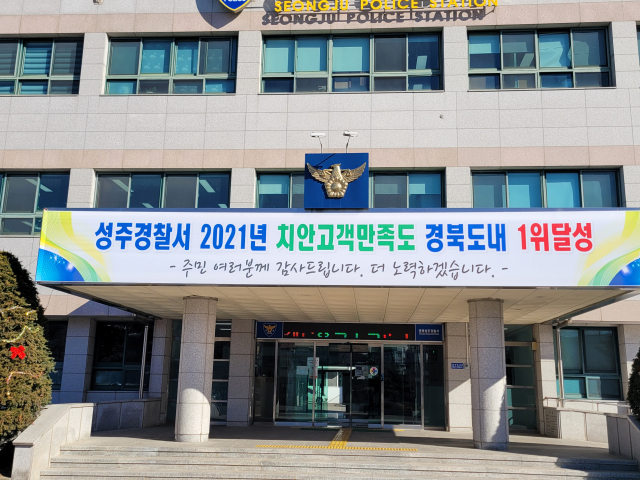 SEONGJU POLICE STATION
성주경찰서 2021년 치안고객만족도 경북도내 1위달성
- 주민 여러분께 감사드립니다. 더 노력하겠습니다. -